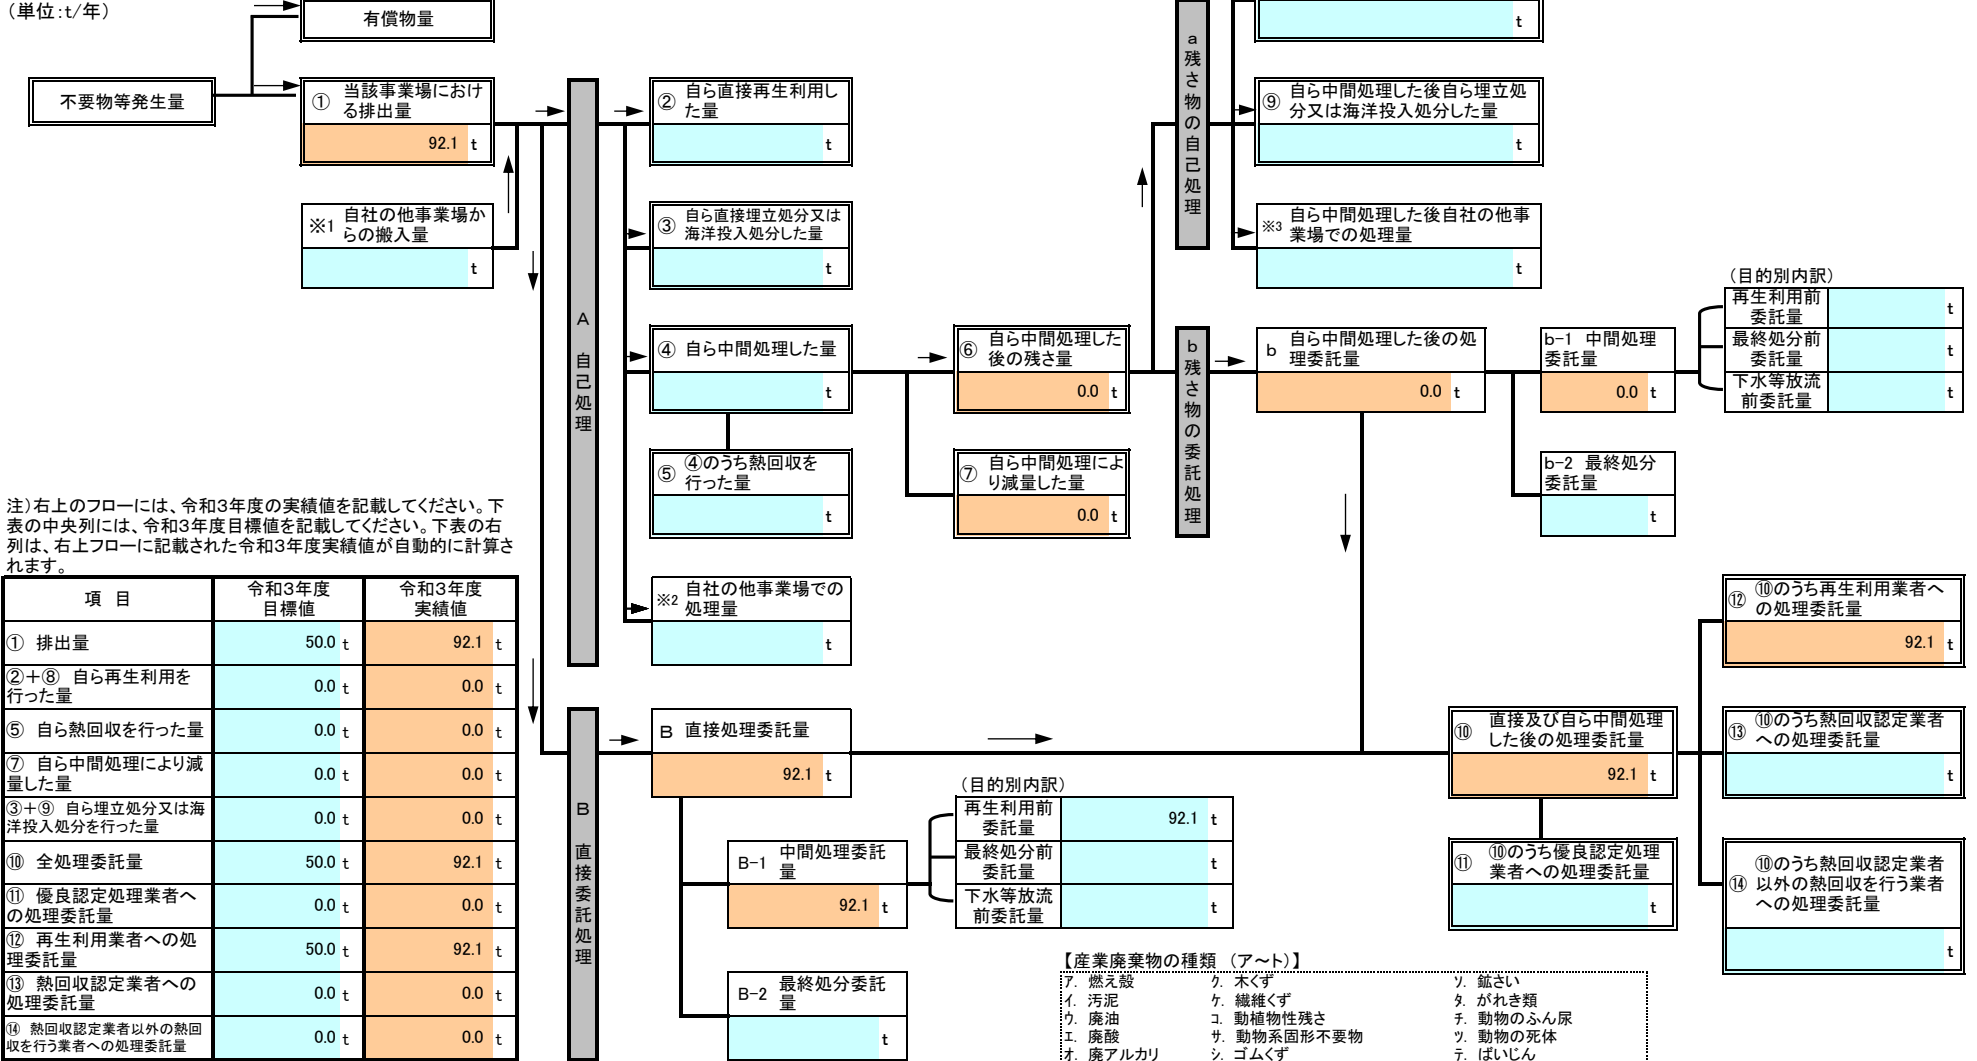 （単位：t/年）
有償物量
t
不要物等発生量
① 当該事業場におけ
る排出量
92.1 t
※1 自社の他事業場か
らの搬入量
t
A 自己処理
② 自ら直接再生利用し
た量
t
③ 自ら直接埋立処分又は
海洋投入処分した量
t
④ 自ら中間処理した量
t
⑤ ④のうち熱回収を
行った量
t
※2 自社の他事業場での
処理量
t
⑥ 自ら中間処理した
後の残さ量
0.0 t
⑦ 自ら中間処理によ
り減量した量
0.0 t
a 残さ物の自己処理
⑨ 自ら中間処理した後自ら埋立処
分又は海洋投入処分した量
t
※3 自ら中間処理した後自社の他事
業場での処理量
t
b 残さ物の委託処理
b 自ら中間処理した後の処
理委託量
0.0 t
b-1 中間処理
委託量
0.0 t
b-2 最終処分
委託量
t
（目的別内訳）
再生利用前
委託量
t
最終処分前
委託量
t
下水等放流
前委託量
t
注）右上のフローには、令和3年度の実績値を記載してください。下
表の中央列には、令和3年度目標値を記載してください。下表の右
列は、右上フローに記載された令和3年度実績値が自動的に計算さ
れます。
項 目
令和3年度
目標値
令和3年度
実績値
① 排出量 50.0 t 92.1 t
②＋⑧ 自ら再生利用を
行った量 0.0 t 0.0 t
⑤ 自ら熱回収を行った量 0.0 t 0.0 t
⑦ 自ら中間処理により減
量した量 0.0 t 0.0 t
③＋⑨ 自ら埋立処分又は海
洋投入処分を行った量 0.0 t 0.0 t
⑩ 全処理委託量 50.0 t 92.1 t
⑪ 優良認定処理業者へ
の処理委託量 0.0 t 0.0 t
⑫ 再生利用業者への処
理委託量 50.0 t 92.1 t
⑬ 熱回収認定業者への
処理委託量 0.0 t 0.0 t
⑭ 熱回収認定業者以外の熱回
収を行う業者への処理委託量 0.0 t 0.0 t
B 直接委託処理
B 直接処理委託量
92.1 t
B-1 中間処理委託
量
92.1 t
B-2 最終処分委託
量
t
（目的別内訳）
再生利用前
委託量
92.1 t
最終処分前
委託量
t
下水等放流
前委託量
t
⑩ 直接及び自ら中間処理
した後の処理委託量
92.1 t
⑪ ⑩のうち優良認定処理
業者への処理委託量
t
⑫ ⑩のうち再生利用業者へ
の処理委託量
92.1 t
⑬ ⑩のうち熱回収認定業者
への処理委託量
t
⑭ ⑩のうち熱回収認定業者
以外の熱回収を行う業者
への処理委託量
t
【産業廃棄物の種類 （ア～ト）】
ｱ. 燃え殻 ｸ. 木くず ｿ. 鉱さい
ｲ. 汚泥 ｹ. 繊維くず ﾀ. がれき類
ｳ. 廃油 ｺ. 動植物性残さ ﾁ. 動物のふん尿
ｴ. 廃酸 ｻ. 動物系固形不要物 ﾂ. 動物の死体
ｵ. 廃アルカリ ｼ. ゴムくず ﾃ. ばいじん